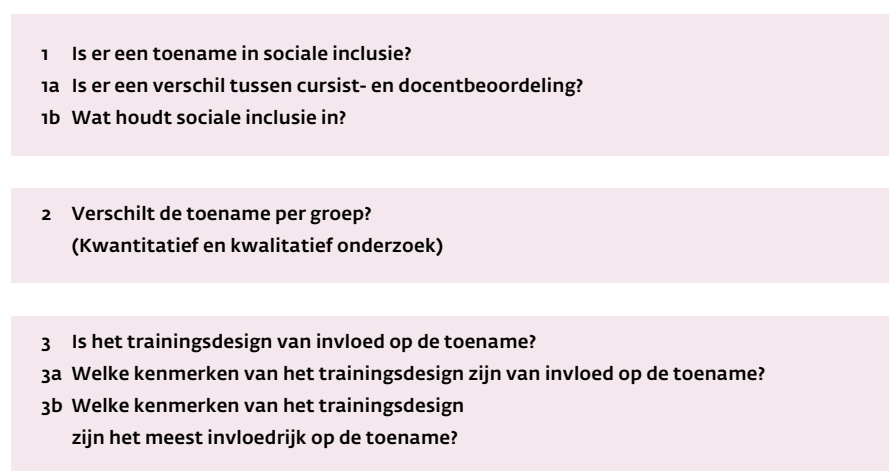 1 Is er een toename in sociale inclusie?
1a Is er een verschil tussen cursist- en docentbeoordeling?
1b Wat houdt sociale inclusie in?
2 Verschilt de toename per groep?
(Kwantitatief en kwalitatief onderzoek)
3 Is het trainingsdesign van invloed op de toename?
3a Welke kenmerken van het trainingsdesign zijn van invloed op de toename?
3b Welke kenmerken van het trainingsdesign
zijn het meest invloedrijk op de toename?